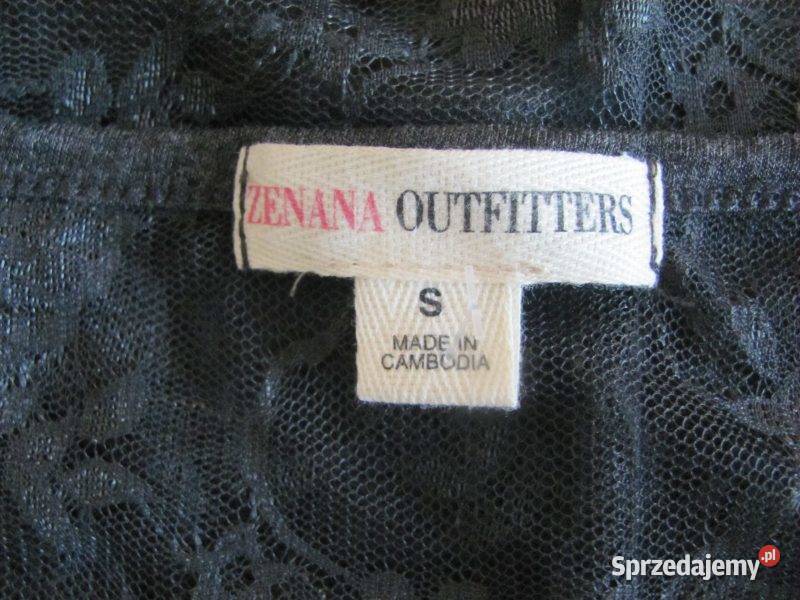 ZENANA OUTFITTERS
S
MADE IN
CAMBODIA
Sprzedajemy.pl